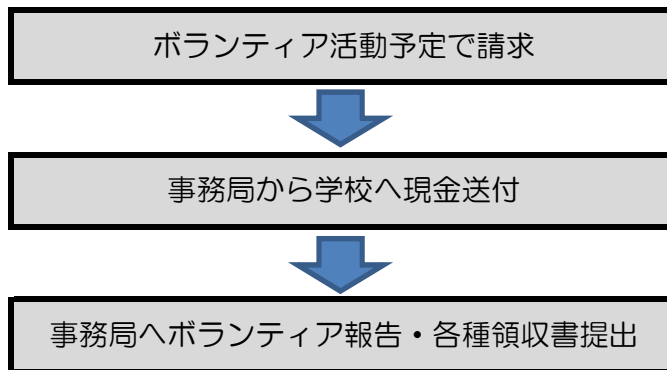 ボランティア活動予定で請求
事務局から学校へ現金送付
事務局へボランティア報告・各種領収書提出